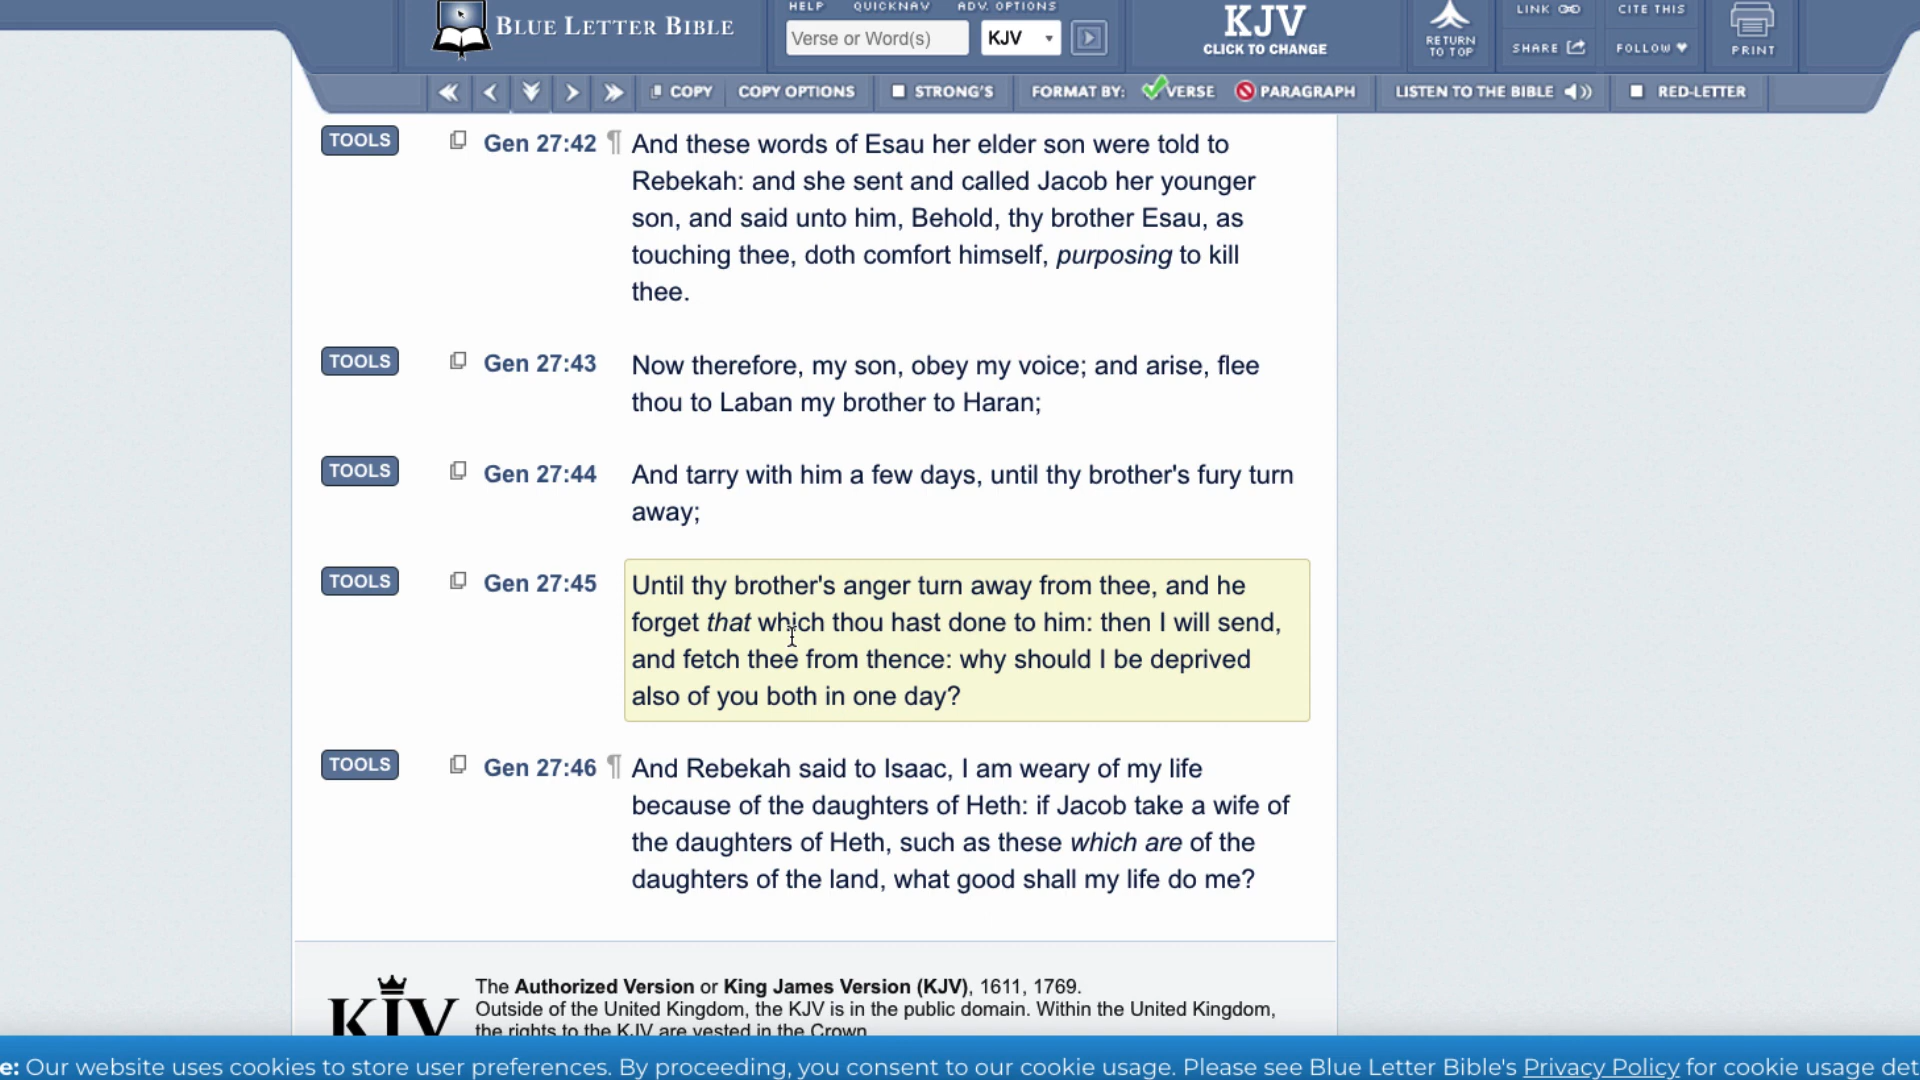 HELP QUICKNAV ADV. OPTIONS
BLUE LETTER BIBLE
Verse or Word(s)
KJV
KJV
CLICK TO CHANGE
RETURN
TO TOP
LINK
CITE THIS
SHARE
FOLLOW
PRINT
COPY COPY OPTIONS STRONG'S FORMAT BY: VERSE PARAGRAPH LISTEN TO THE BIBLE RED-LETTER
TOOLS Gen 27:42 ¶ And these words of Esau her elder son were told to
Rebekah: and she sent and called Jacob her younger
son, and said unto him, Behold, thy brother Esau, as
touching thee, doth comfort himself, purposing to kill
thee.
TOOLS Gen 27:43 Now therefore, my son, obey my voice; and arise, flee
thou to Laban my brother to Haran;
TOOLS Gen 27:44 And tarry with him a few days, until thy brother's fury turn
away;
TOOLS Gen 27:45 Until thy brother's anger turn away from thee, and he
forget that which thou hast done to him: then I will send,
and fetch thee from thence: why should I be deprived
also of you both in one day?
TOOLS Gen 27:46 ¶ And Rebekah said to Isaac, I am weary of my life
because of the daughters of Heth: if Jacob take a wife of
the daughters of Heth, such as these which are of the
daughters of the land, what good shall my life do me?
KJV
The Authorized Version or King James Version (KJV), 1611, 1769.
Outside of the United Kingdom, the KJV is in the public domain. Within the United Kingdom,
the rights to the KJV are vested in the Crown
e: Our website uses cookies to store user preferences. By proceeding, you consent to our cookie usage. Please see Blue Letter Bible's Privacy Policy for cookie usage det